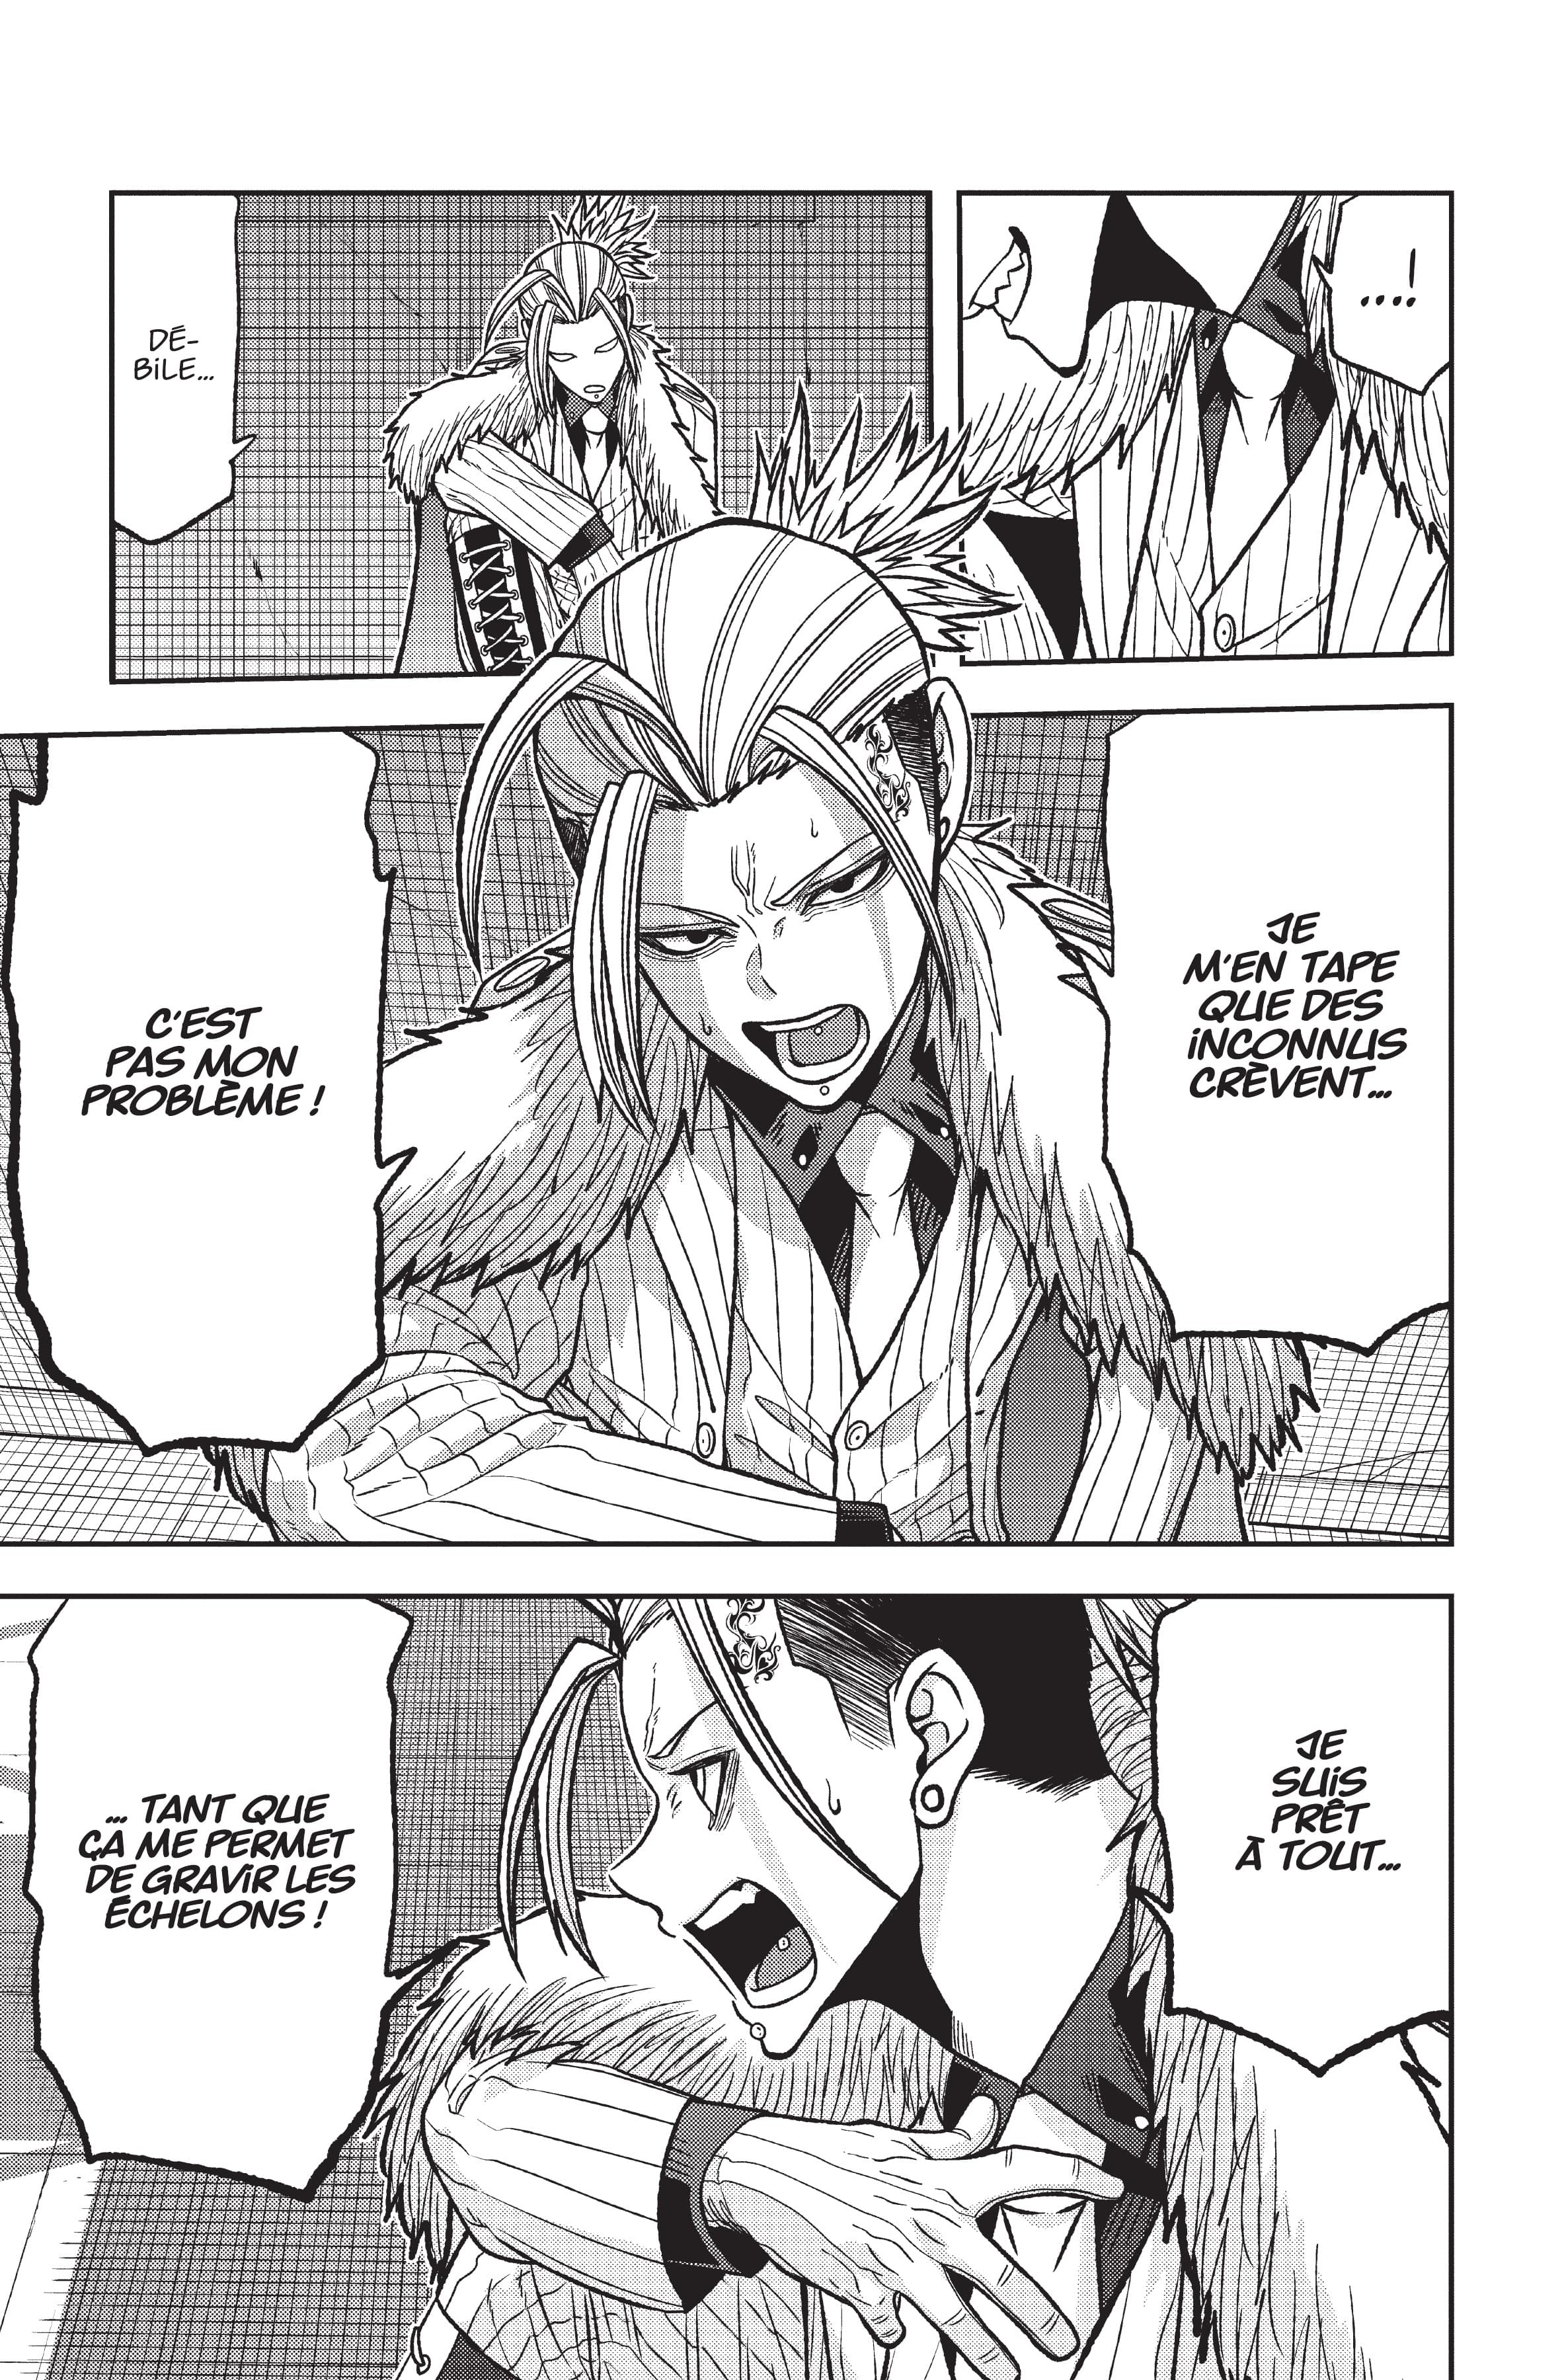 ....!
DÉ-
BILE...
JE
M'EN TAPE
QUE DES
INCONNUS
CRÈVENT...
C'EST
PAS MON
PROBLÈME !
JE
SUIS
PRÊT
À TOUT...
... TANT QUE
ÇA ME PERMET
DE GRAVIR LES
ÉCHELONS !